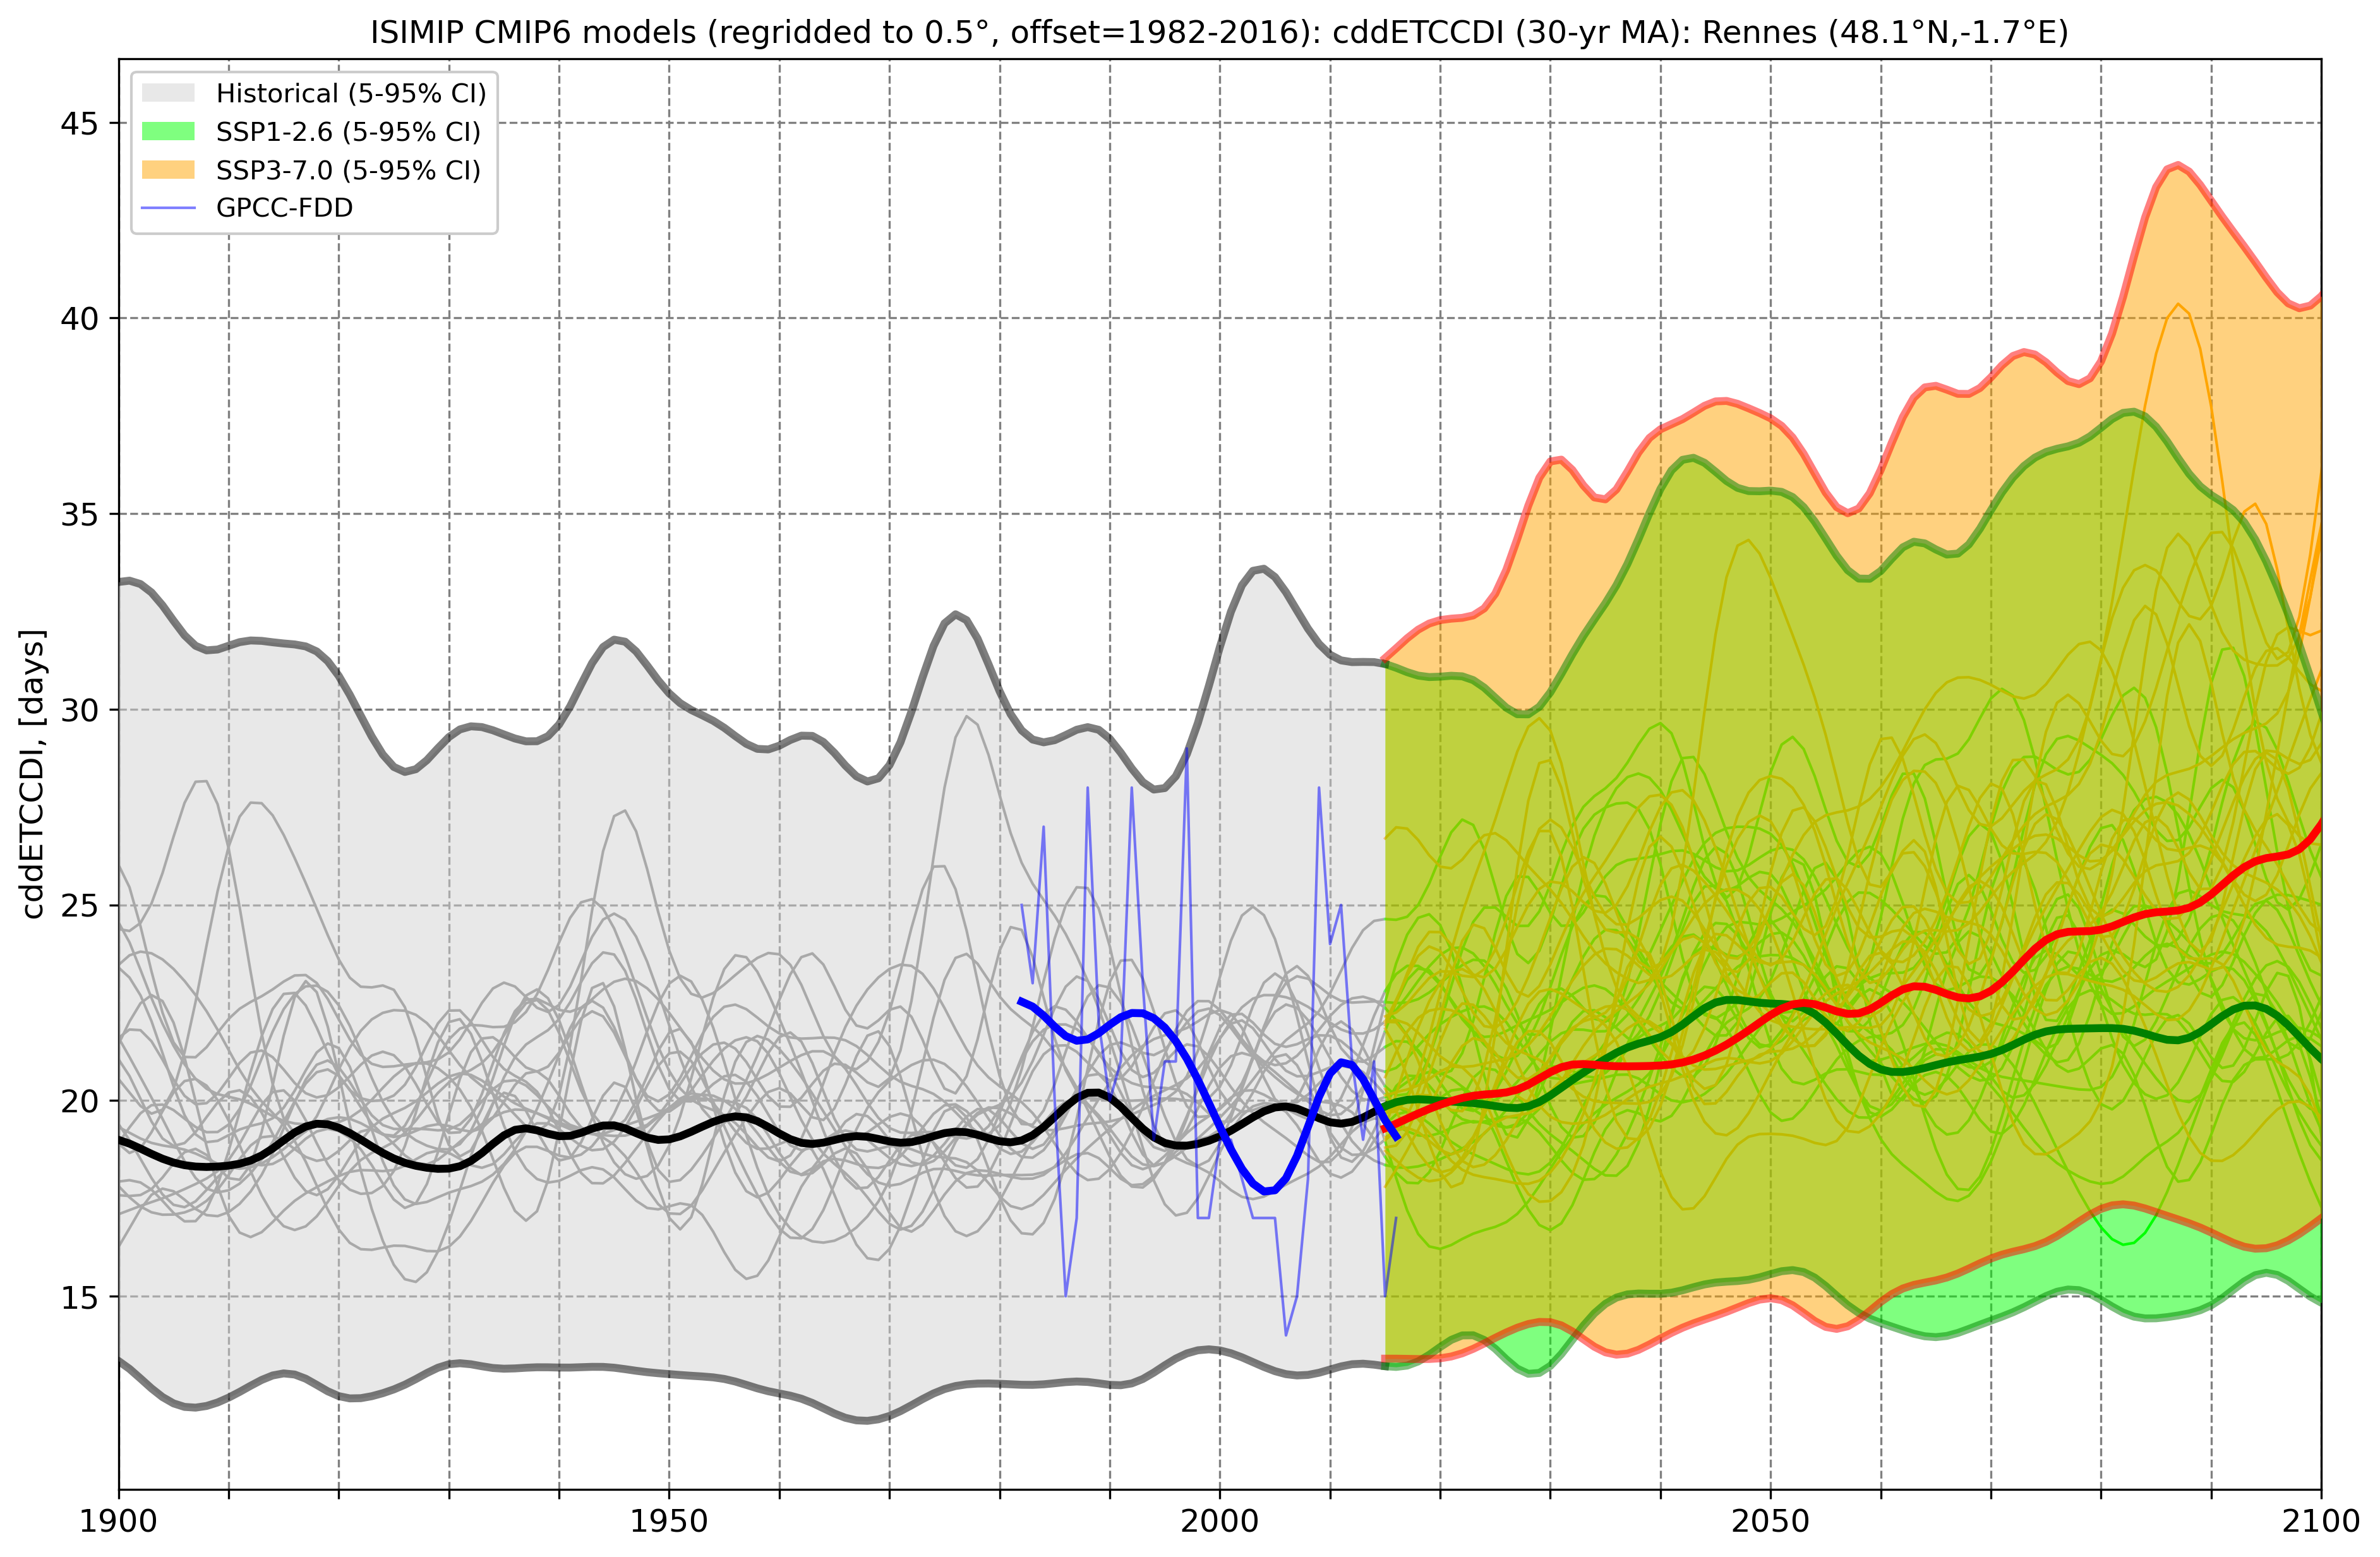 ISIMIP CMIP6 models (regridded to 0.5°, offset=1982-2016): cddETCCDI (30-yr MA): Rennes (48.1°N,-1.7°E)
Historical (5-95% CI)
SSP1-2.6 (5-95% CI)
SSP3-7.0 (5-95% CI)
GPCC-FDD
cddETCCDI, [days]
45
40
35
30
25
20
15
1900
1950
2000
2050
2100